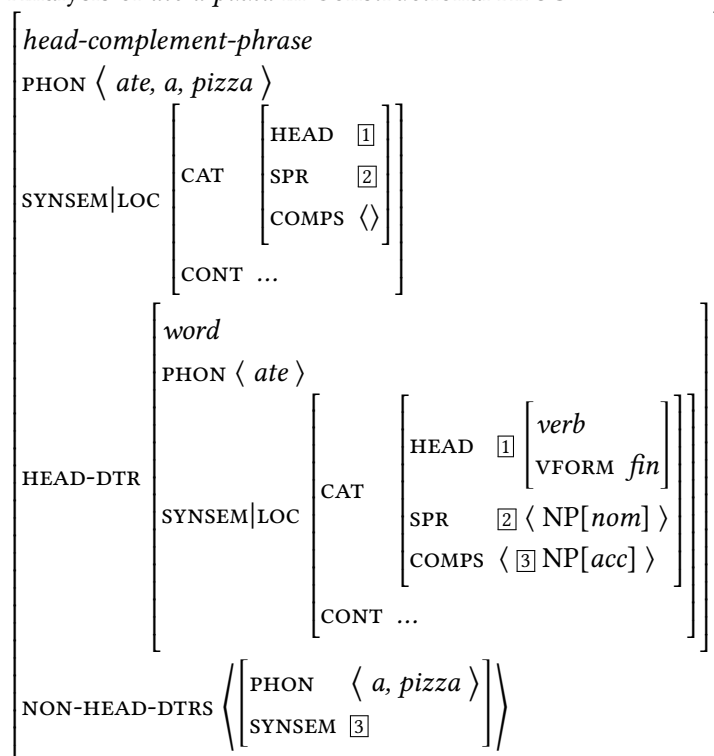 head-complement-phrase
PHON ⟨ ate, a, pizza ⟩
HEAD 1
CAT SPR 2
SYNSEM|LOC COMPS ⟨⟩
CONT …
word
PHON ⟨ ate ⟩
verb
HEAD 1
VFORM fin
HEAD-DTR CAT
SYNSEM|LOC SPR 2 ⟨ NP[nom] ⟩
COMPS ⟨ 3 NP[acc] ⟩
CONT …
PHON ⟨ a, pizza ⟩
NON-HEAD-DTRS
SYNSEM 3